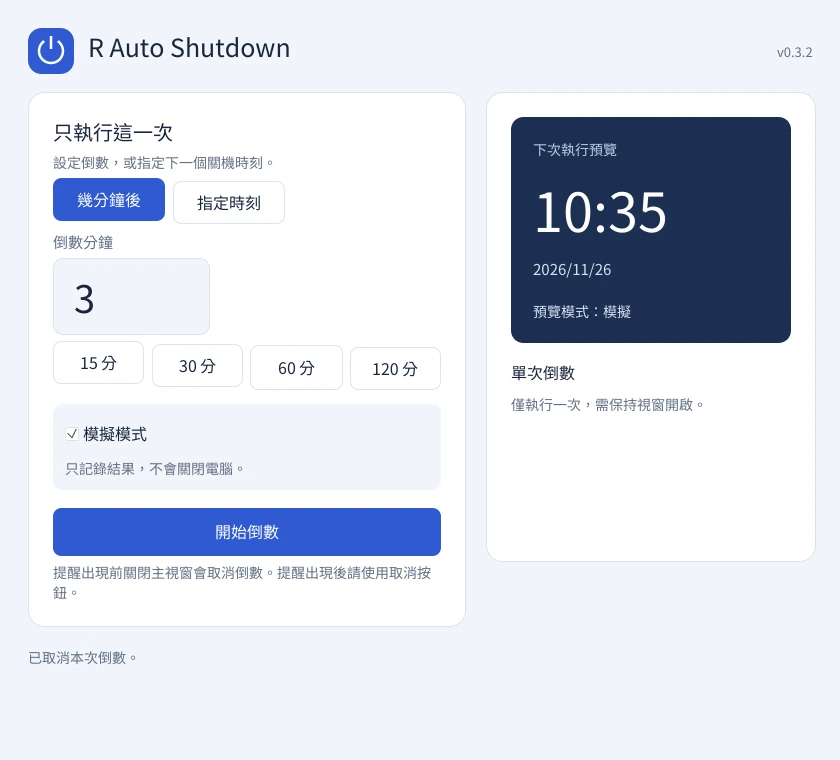 R Auto Shutdown
v0.3.2
只執行這一次
設定倒數，或指定下一個關機時刻。
幾分鐘後
指定時刻
倒數分鐘
3
15 分
30 分
60 分
120 分
模擬模式
只記錄結果，不會關閉電腦。
開始倒數
提醒出現前關閉主視窗會取消倒數。提醒出現後請使用取消按
鈕。
下次執行預覽
10:35
2026/11/26
預覽模式：模擬
單次倒數
僅執行一次，需保持視窗開啟。
已取消本次倒數。